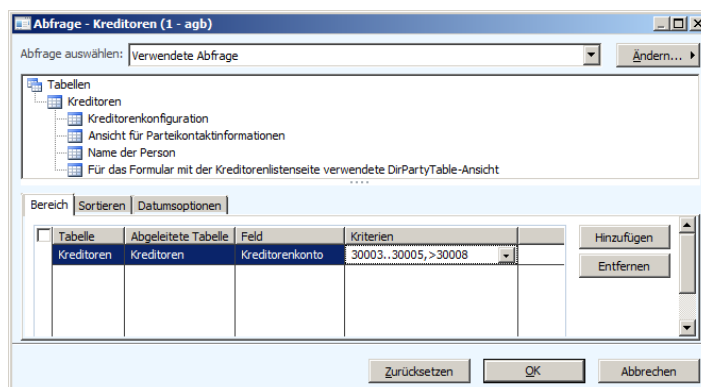 Abfrage - Kreditoren (1 - agb)
Abfrage auswählen: Verwendete Abfrage Ändern...
Tabellen
Kreditoren
Kreditorenkonfiguration
Ansicht für Parteikontaktinformationen
Name der Person
Für das Formular mit der Kreditorenlistenseite verwendete DirPartyTable-Ansicht
Bereich Sortieren Datumsoptionen
Tabelle Abgeleitete Tabelle Feld Kriterien Hinzufügen
Kreditoren Kreditoren Kreditorenkonto 30003..30005,>30008
Entfernen
Zurücksetzen OK Abbrechen